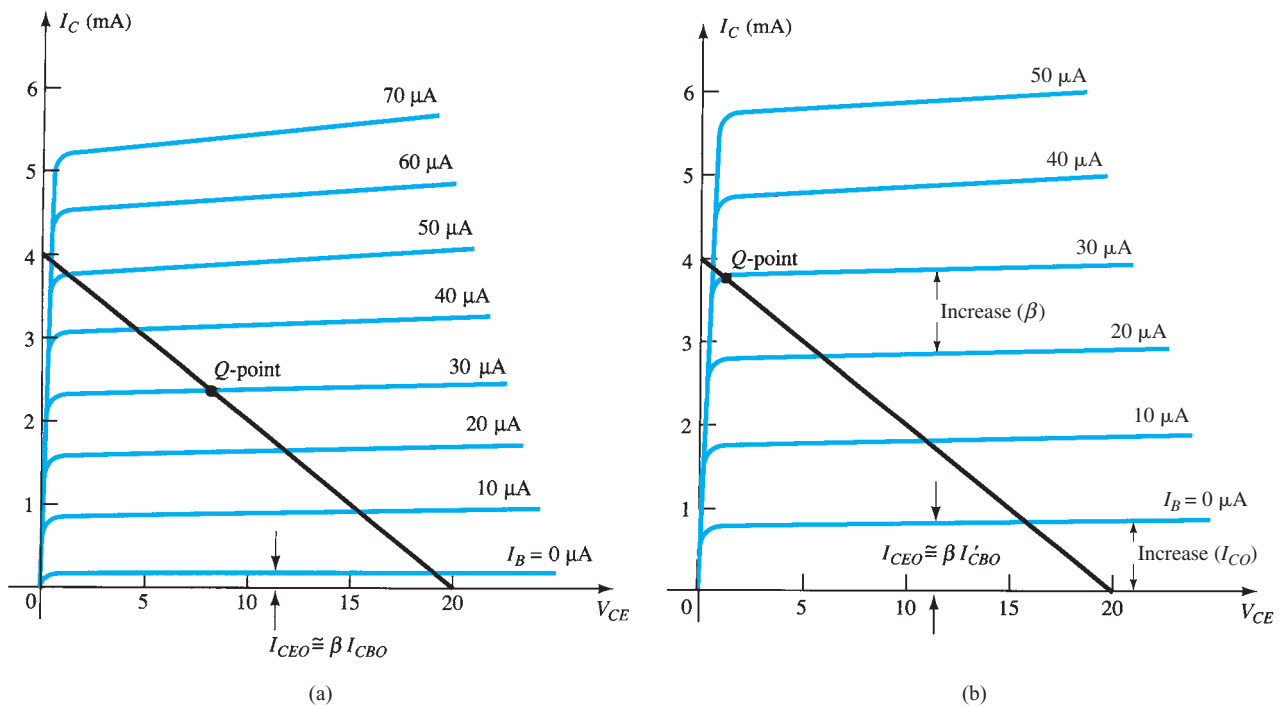 I_C (mA)
6
5
4
3
2
1
0
5
10
15
20
V_CE
70 μA
60 μA
50 μA
40 μA
30 μA
20 μA
10 μA
I_B = 0 μA
Q-point
I_CEO ≅ β I_CBO
(a)
I_C (mA)
6
5
4
3
2
1
0
5
10
15
20
V_CE
50 μA
40 μA
30 μA
20 μA
10 μA
I_B = 0 μA
Q-point
Increase (β)
Increase (I_CO)
I_CEO ≅ β I'_CBO
(b)